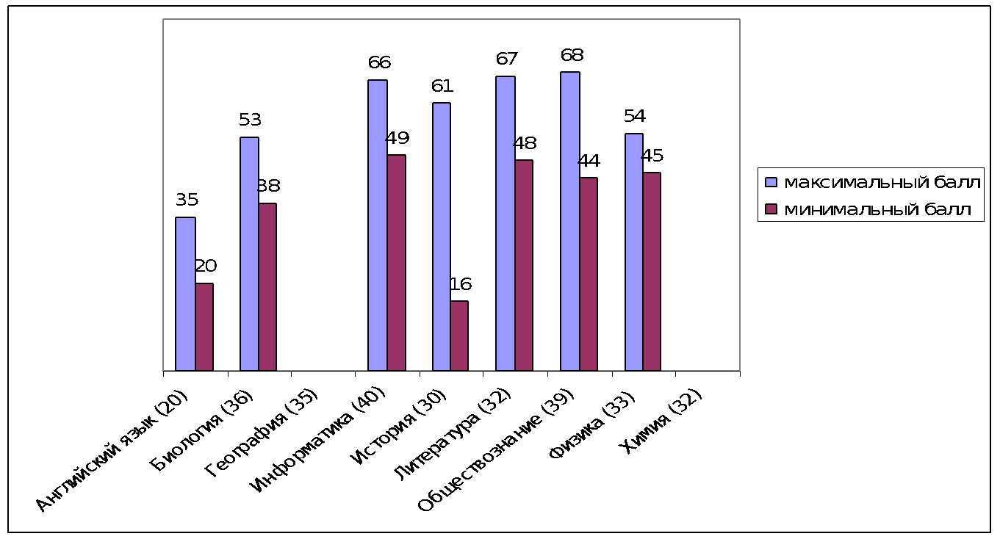 68
67
66
61
54
53
49
48
45
44
38
35
20
16
максимальный балл
минимальный балл
Английский язык (20)
Биология (36)
География (35)
Информатика (40)
История (30)
Литература (32)
Обществознание (39)
Физика (33)
Химия (32)